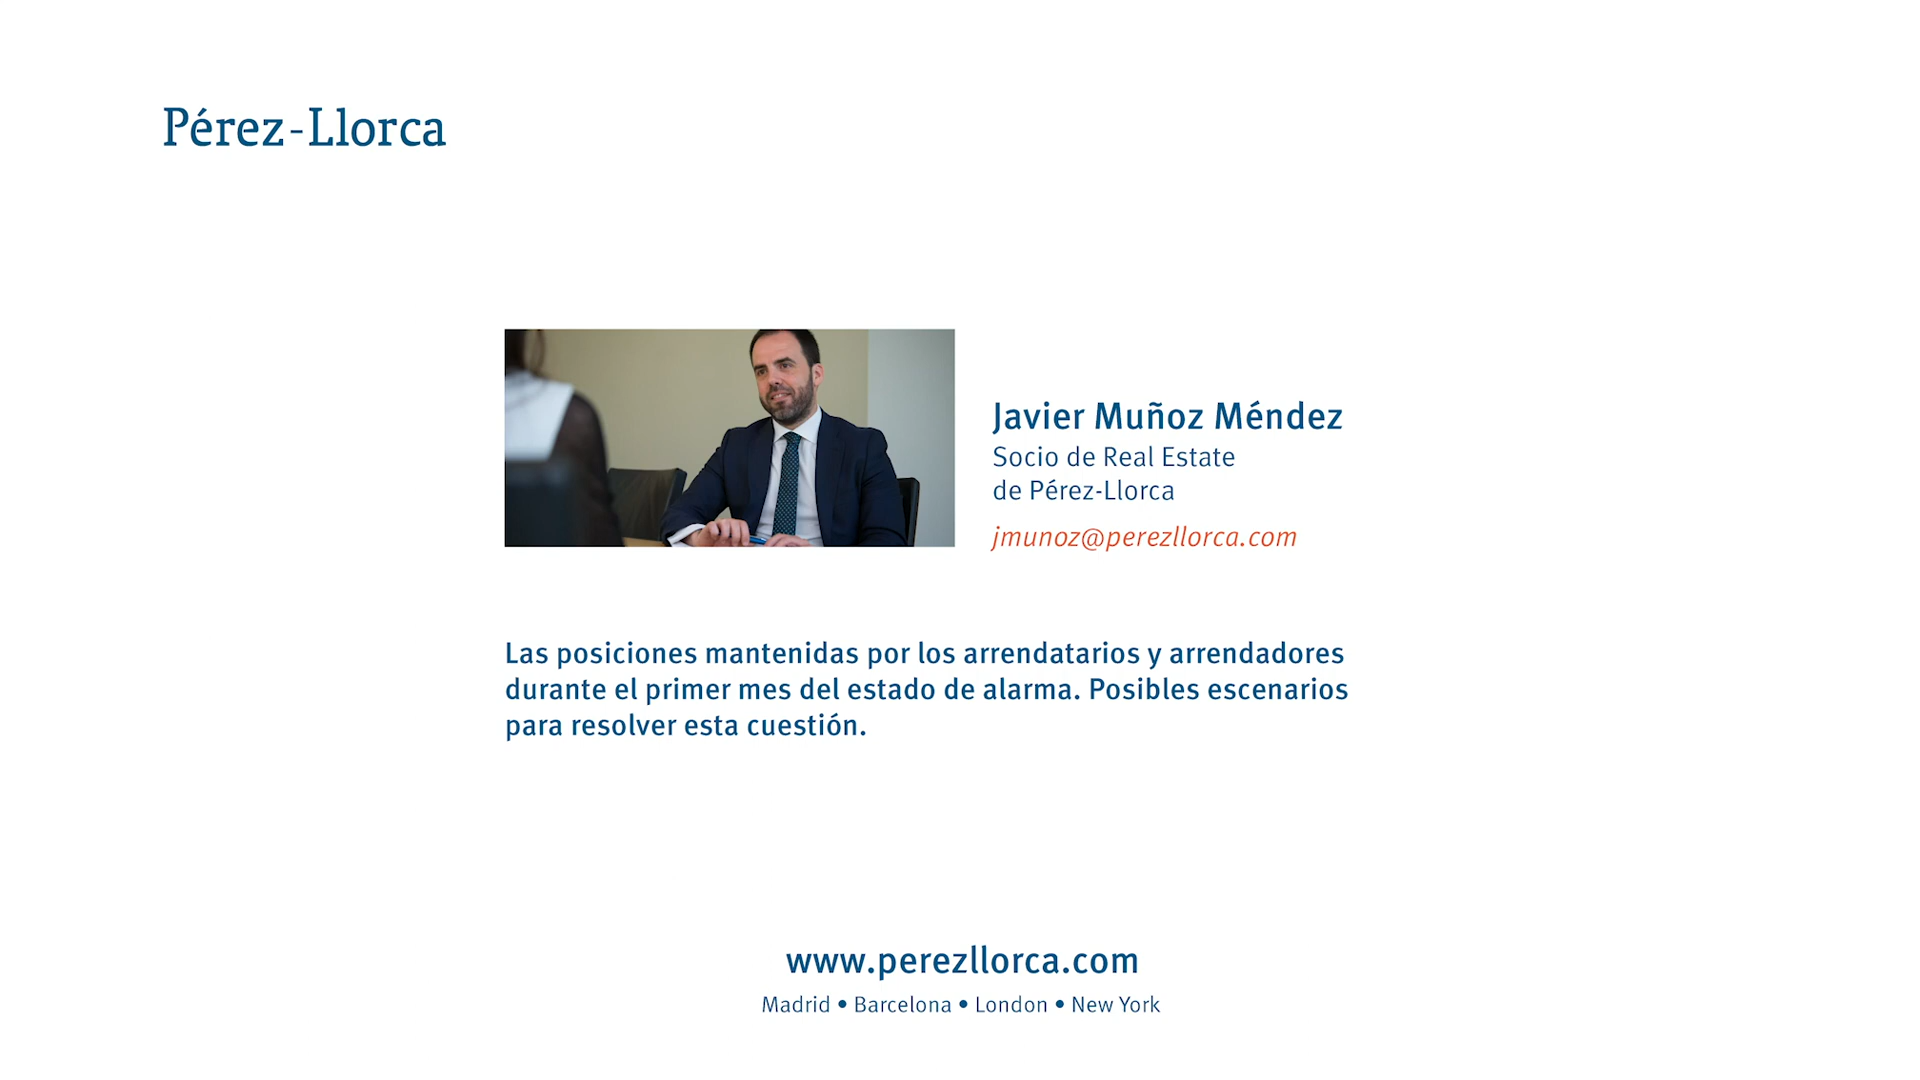 Pérez-Llorca
Javier Muñoz Méndez
Socio de Real Estate
de Pérez-Llorca
jmunoz@perezllorca.com
Las posiciones mantenidas por los arrendatarios y arrendadores
durante el primer mes del estado de alarma. Posibles escenarios
para resolver esta cuestión.
www.perezllorca.com
Madrid • Barcelona • London • New York